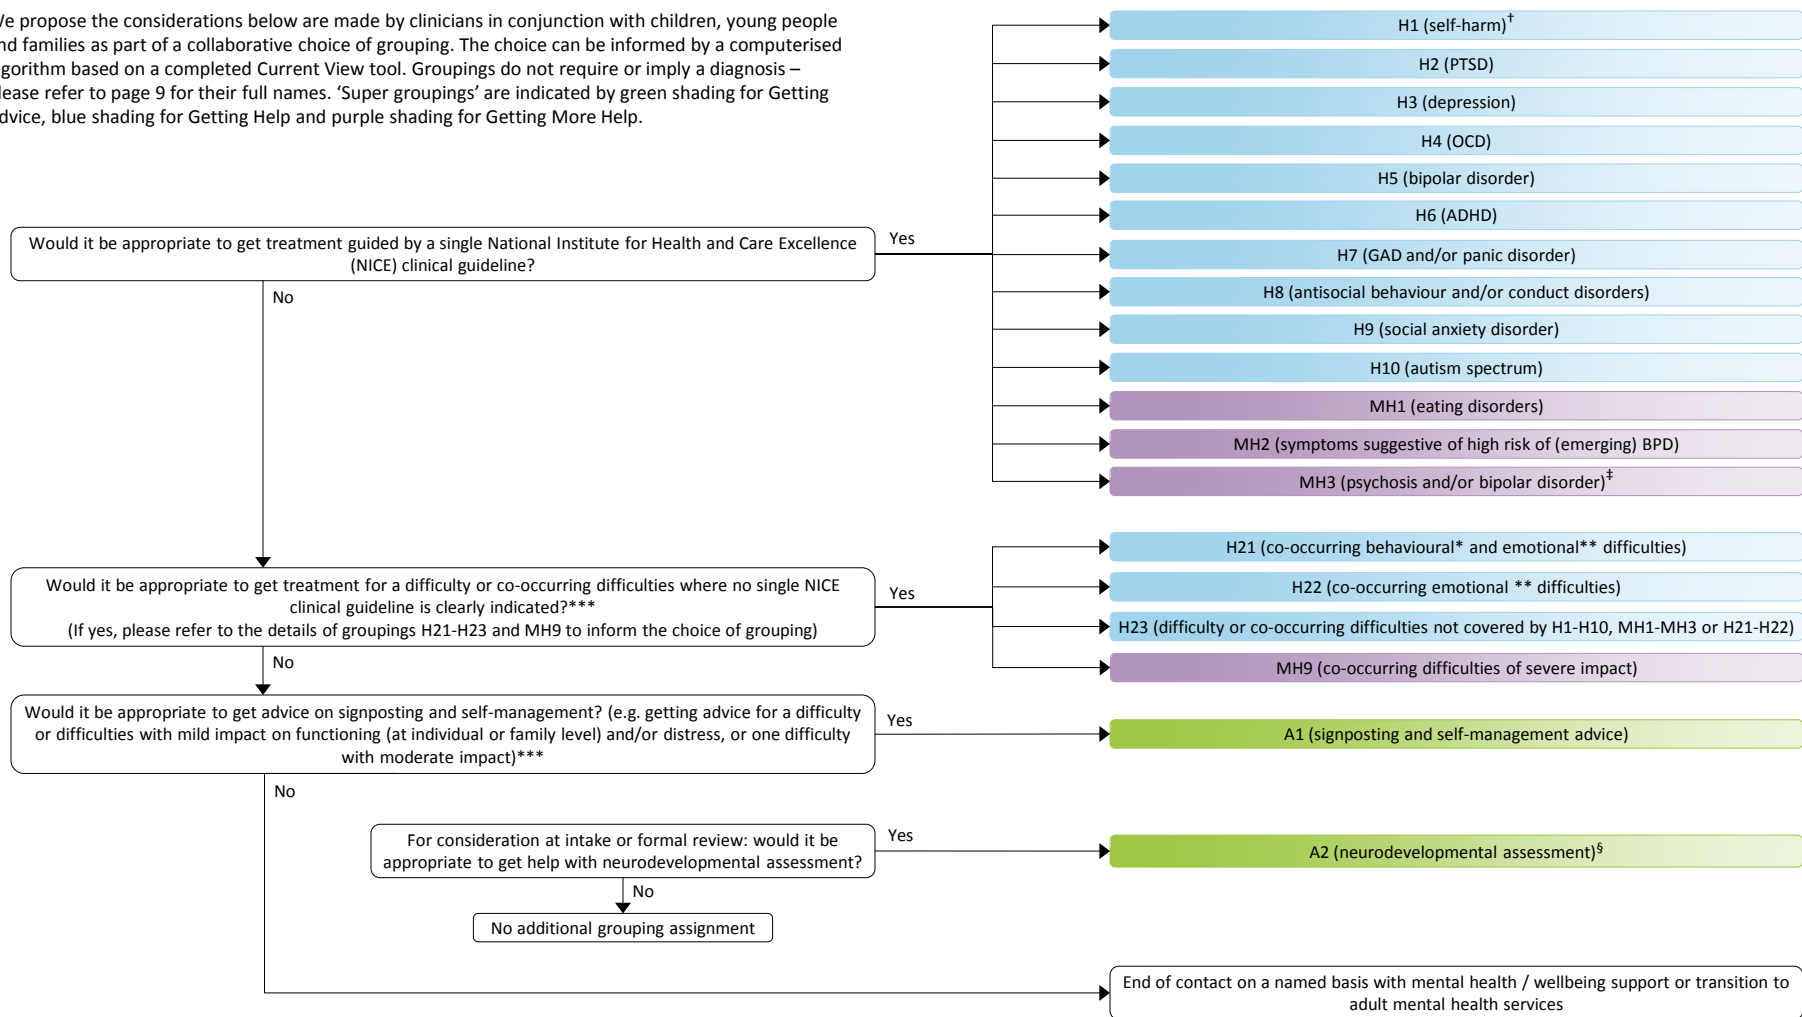 We propose the considerations below are made by clinicians in conjunction with children, young people
and families as part of a collaborative choice of grouping. The choice can be informed by a computerised
algorithm based on a completed Current View tool. Groupings do not require or imply a diagnosis –
please refer to page 9 for their full names. ‘Super groupings’ are indicated by green shading for Getting
Advice, blue shading for Getting Help and purple shading for Getting More Help.
H1 (self-harm)†
H2 (PTSD)
H3 (depression)
H4 (OCD)
H5 (bipolar disorder)
H6 (ADHD)
Would it be appropriate to get treatment guided by a single National Institute for Health and Care Excellence
(NICE) clinical guideline?
Yes
No
H7 (GAD and/or panic disorder)
H8 (antisocial behaviour and/or conduct disorders)
H9 (social anxiety disorder)
H10 (autism spectrum)
MH1 (eating disorders)
MH2 (symptoms suggestive of high risk of (emerging) BPD)
MH3 (psychosis and/or bipolar disorder)‡
Would it be appropriate to get treatment for a difficulty or co-occurring difficulties where no single NICE
clinical guideline is clearly indicated?***
(If yes, please refer to the details of groupings H21-H23 and MH9 to inform the choice of grouping)
Yes
No
H21 (co-occurring behavioural* and emotional** difficulties)
H22 (co-occurring emotional ** difficulties)
H23 (difficulty or co-occurring difficulties not covered by H1-H10, MH1-MH3 or H21-H22)
MH9 (co-occurring difficulties of severe impact)
Would it be appropriate to get advice on signposting and self-management? (e.g. getting advice for a difficulty
or difficulties with mild impact on functioning (at individual or family level) and/or distress, or one difficulty
with moderate impact)***
Yes
No
A1 (signposting and self-management advice)
For consideration at intake or formal review: would it be
appropriate to get help with neurodevelopmental assessment?
Yes
No
A2 (neurodevelopmental assessment)§
No additional grouping assignment
End of contact on a named basis with mental health / wellbeing support or transition to
adult mental health services